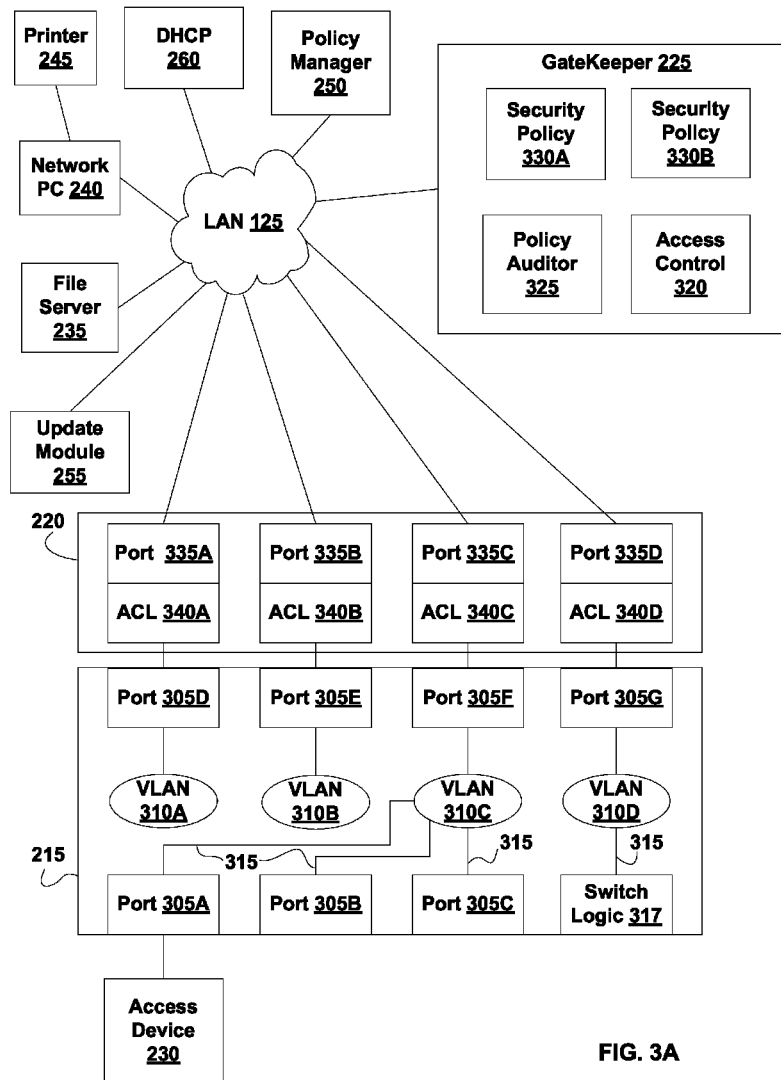 Printer
245
DHCP
260
Policy
Manager
250
GateKeeper 225
Security
Policy
330A
Security
Policy
330B
Policy
Auditor
325
Access
Control
320
Network
PC 240
LAN 125
File
Server
235
Update
Module
255
220
Port 335A
Port 335B
Port 335C
Port 335D
ACL 340A
ACL 340B
ACL 340C
ACL 340D
Port 305D
Port 305E
Port 305F
Port 305G
VLAN
310A
VLAN
310B
VLAN
310C
VLAN
310D
215
315
315
315
Port 305A
Port 305B
Port 305C
Switch
Logic 317
Access
Device
230
FIG. 3A